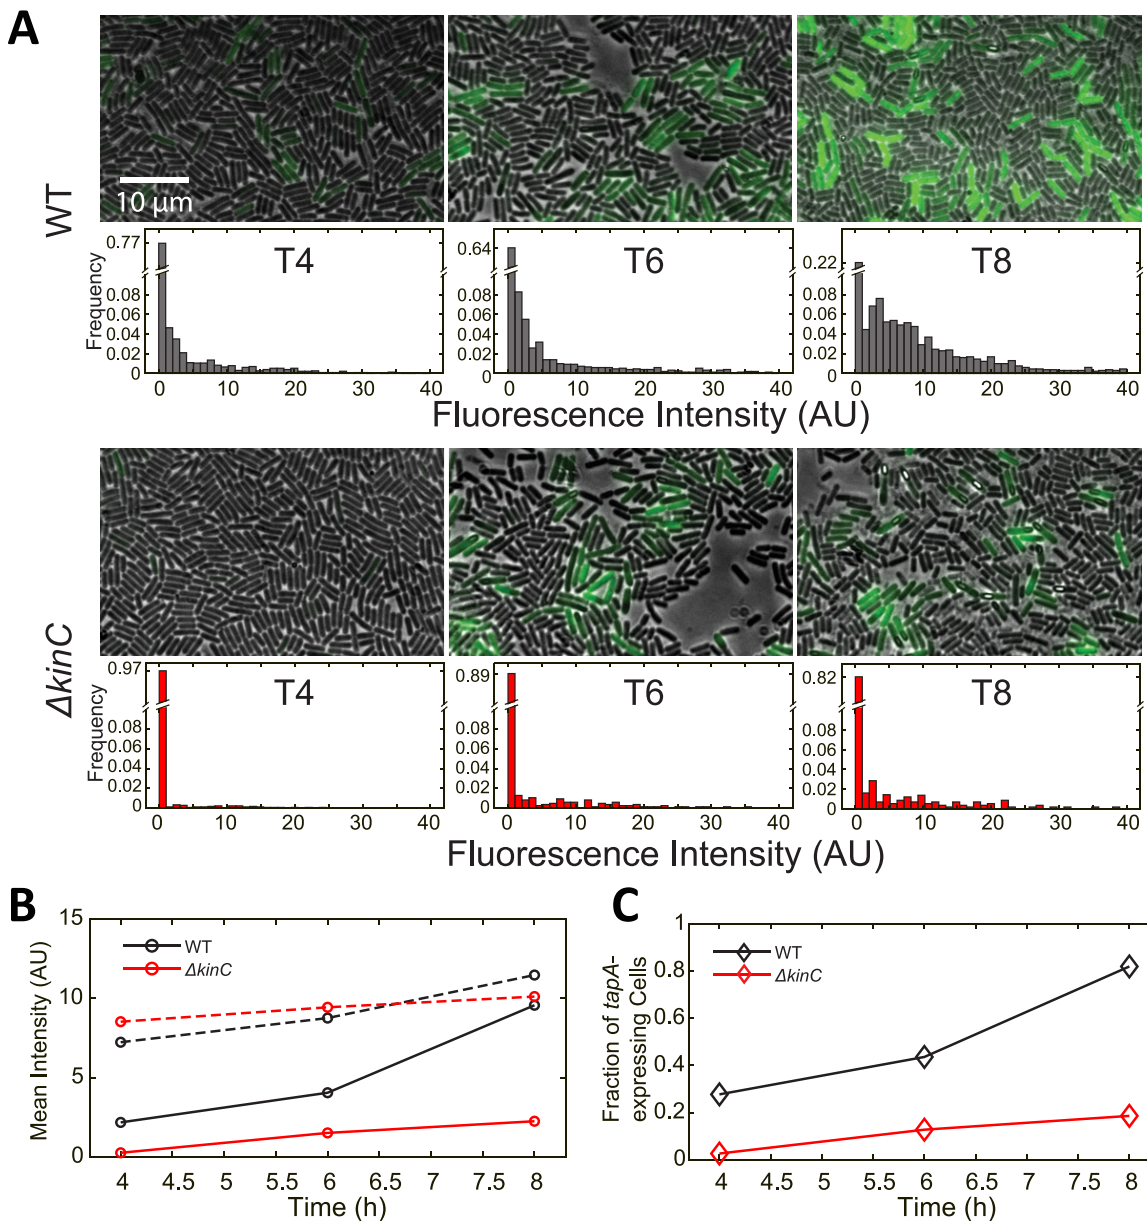 A
WT
10 µm
Frequency
0.77
0.08
0.06
0.04
0.02
0
T4
0 10 20 30 40
0.64
0.08
0.06
0.04
0.02
0
T6
0 10 20 30 40
0.22
0.08
0.06
0.04
0.02
0
T8
0 10 20 30 40
Fluorescence Intensity (AU)
ΔkinC
Frequency
0.97
0.08
0.06
0.04
0.02
0
T4
0 10 20 30 40
0.89
0.08
0.06
0.04
0.02
0
T6
0 10 20 30 40
0.82
0.08
0.06
0.04
0.02
0
T8
0 10 20 30 40
Fluorescence Intensity (AU)
B
Mean Intensity (AU)
15
10
5
0
WT
ΔkinC
4 4.5 5 5.5 6 6.5 7 7.5 8
Time (h)
C
Fraction of tapA-
expressing Cells
1
0.8
0.6
0.4
0.2
0
WT
ΔkinC
4 4.5 5 5.5 6 6.5 7 7.5 8
Time (h)